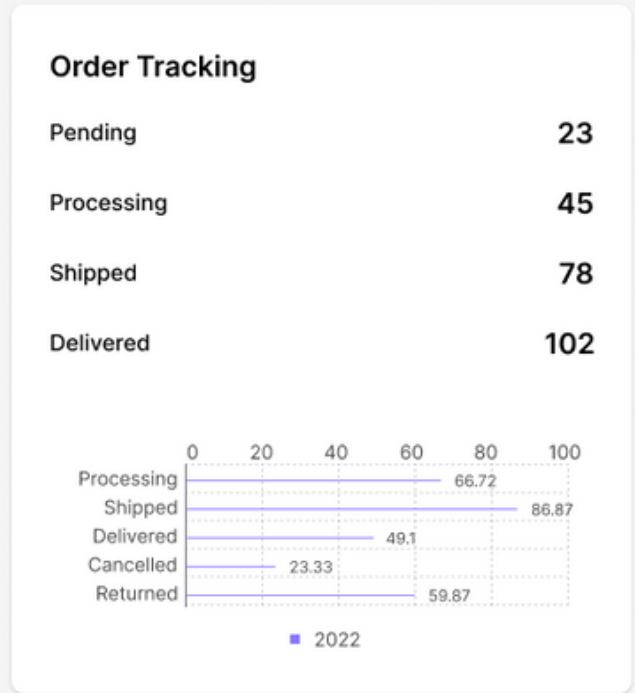 Order Tracking
Pending 23
Processing 45
Shipped 78
Delivered 102
0 20 40 60 80 100
Processing 66.72
Shipped 86.87
Delivered 49.1
Cancelled 23.33
Returned 59.87
2022